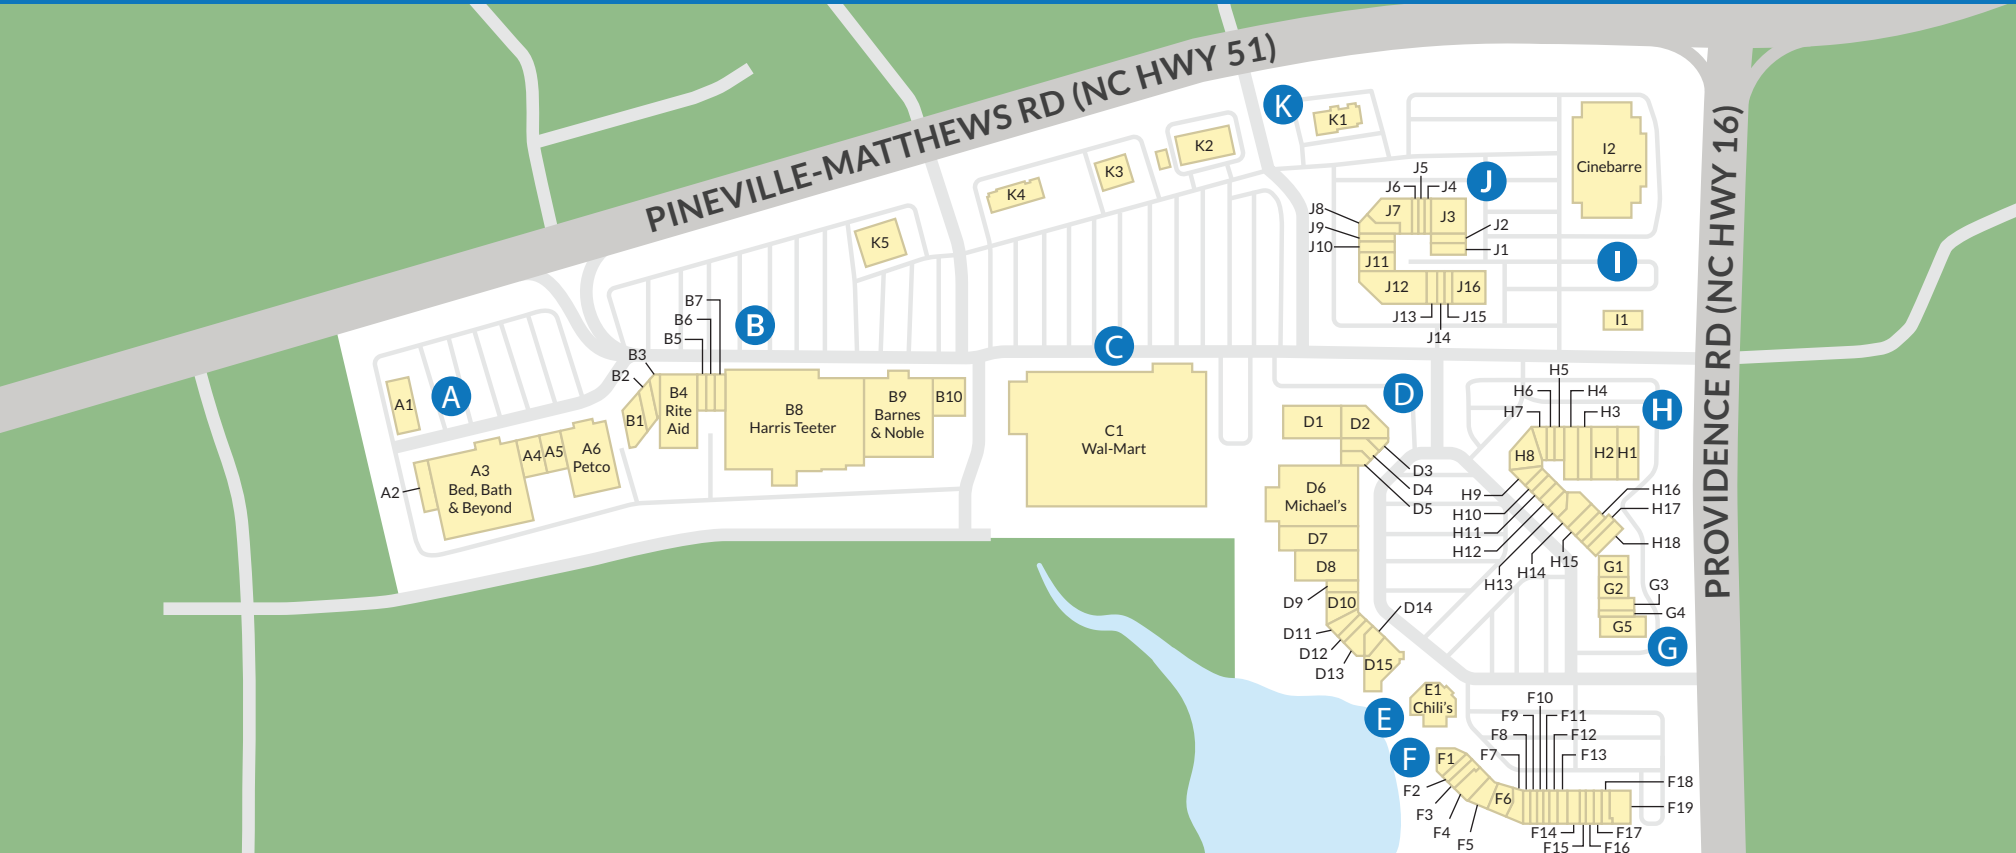 PINEVILLE-MATTHEWS RD (NC HWY 51)
PROVIDENCE RD (NC HWY 16)
A
A1
A2
A3
Bed, Bath
& Beyond
A4
A5
A6
Petco
B
B1
B2
B3
B4
Rite
Aid
B5
B6
B7
B8
Harris Teeter
B9
Barnes
& Noble
B10
C
C1
Wal-Mart
D
D1
D2
D3
D4
D5
D6
Michael's
D7
D8
D9
D10
D11
D12
D13
D14
D15
E
E1
Chili's
F
F1
F2
F3
F4
F5
F6
F7
F8
F9
F10
F11
F12
F13
F14
F15
F16
F17
F18
F19
G
G1
G2
G3
G4
G5
H
H1
H2
H3
H4
H5
H6
H7
H8
H9
H10
H11
H12
H13
H14
H15
H16
H17
H18
I
I1
I2
Cinebarre
J
J1
J2
J3
J4
J5
J6
J7
J8
J9
J10
J11
J12
J13
J14
J15
J16
K
K1
K2
K3
K4
K5